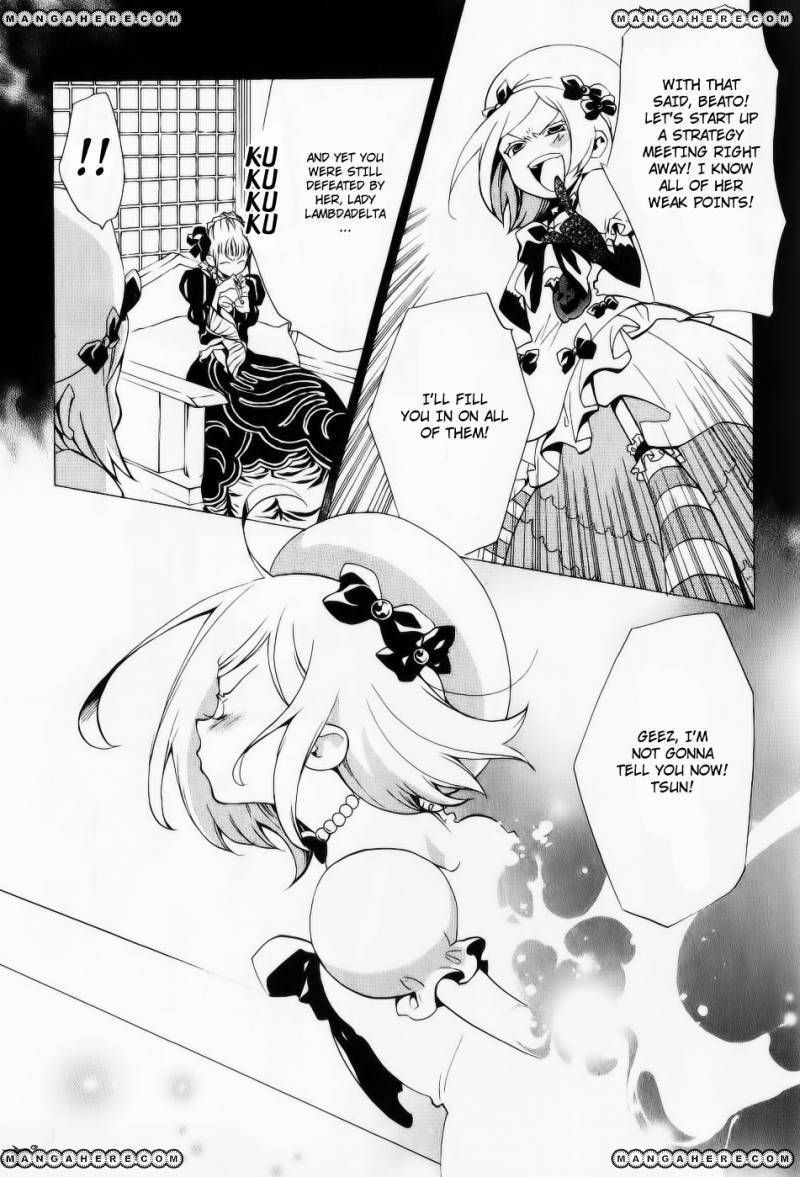 MANGAHERE.COM
MANGAHERE.COM
WITH THAT
SAID, BEATO!
LET'S START UP
A STRATEGY
MEETING RIGHT
AWAY! I KNOW
ALL OF HER
WEAK POINTS!
I'LL FILL
YOU IN ON ALL
OF THEM!
AND YET YOU
WERE STILL
DEFEATED BY
HER, LADY
LAMBDADELTA
...
KU
KU
KU
KU
!!
GEEZ, I'M
NOT GONNA
TELL YOU NOW!
TSUN!
MANGAHERE.COM
MANGAHERE.COM